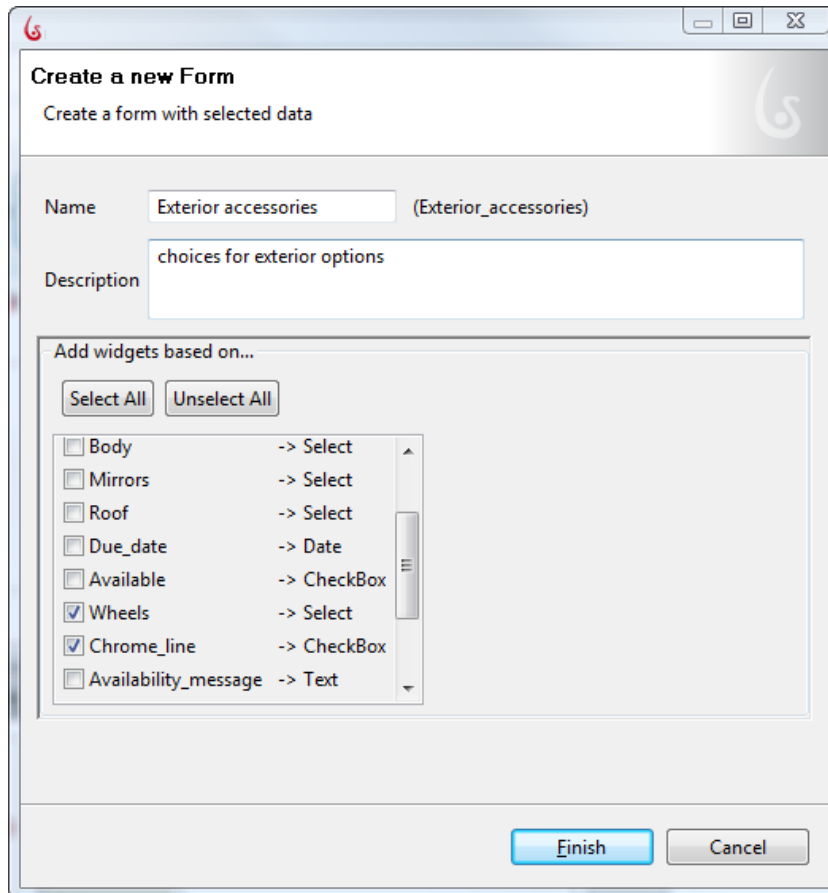 Create a new Form
Create a form with selected data
Name Exterior accessories (Exterior_accessories)
Description choices for exterior options
Add widgets based on...
Select All Unselect All
Body -> Select
Mirrors -> Select
Roof -> Select
Due_date -> Date
Available -> CheckBox
Wheels -> Select
Chrome_line -> CheckBox
Availability_message -> Text
Finish Cancel